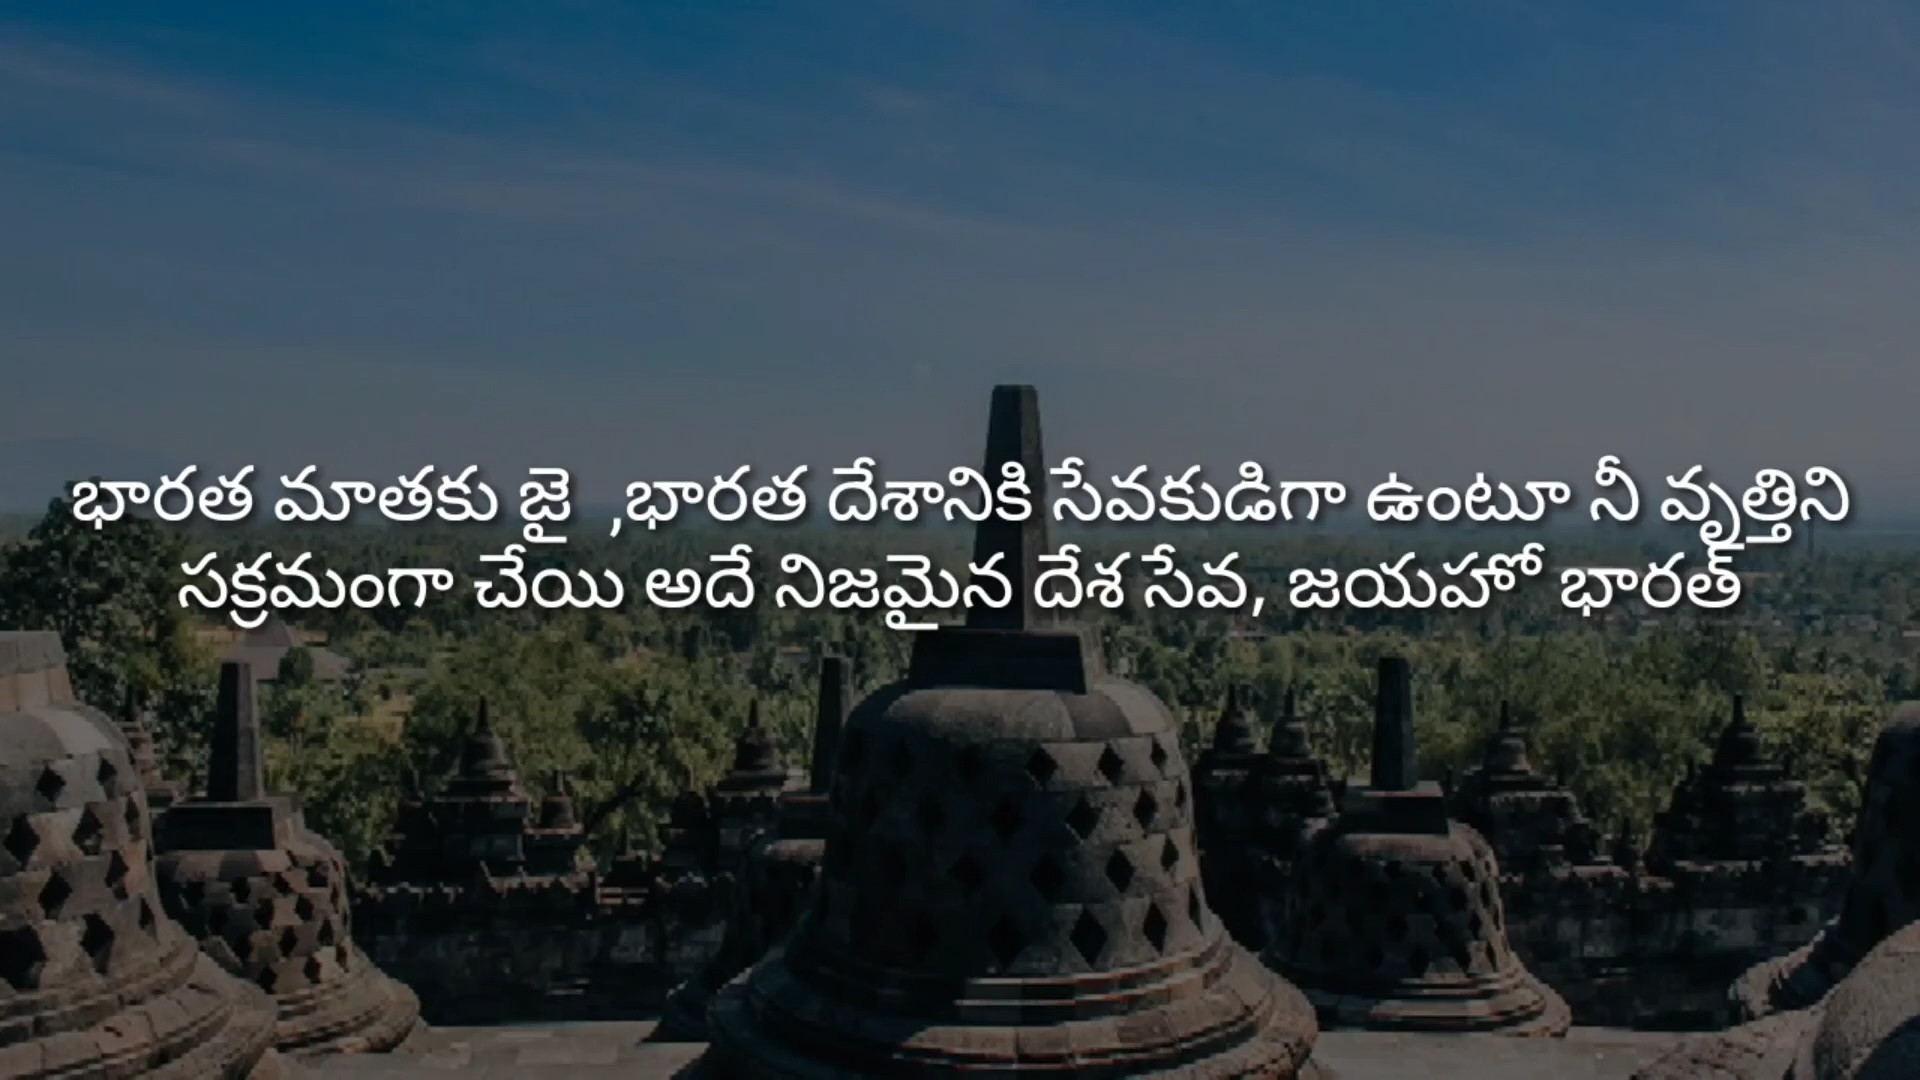 భారత మాతకు జై ,భారత దేశానికి సేవకుడిగా ఉంటూ నీ వృత్తిని
సక్రమంగా చేయి అదే నిజమైన దేశ సేవ, జయహో భారత్